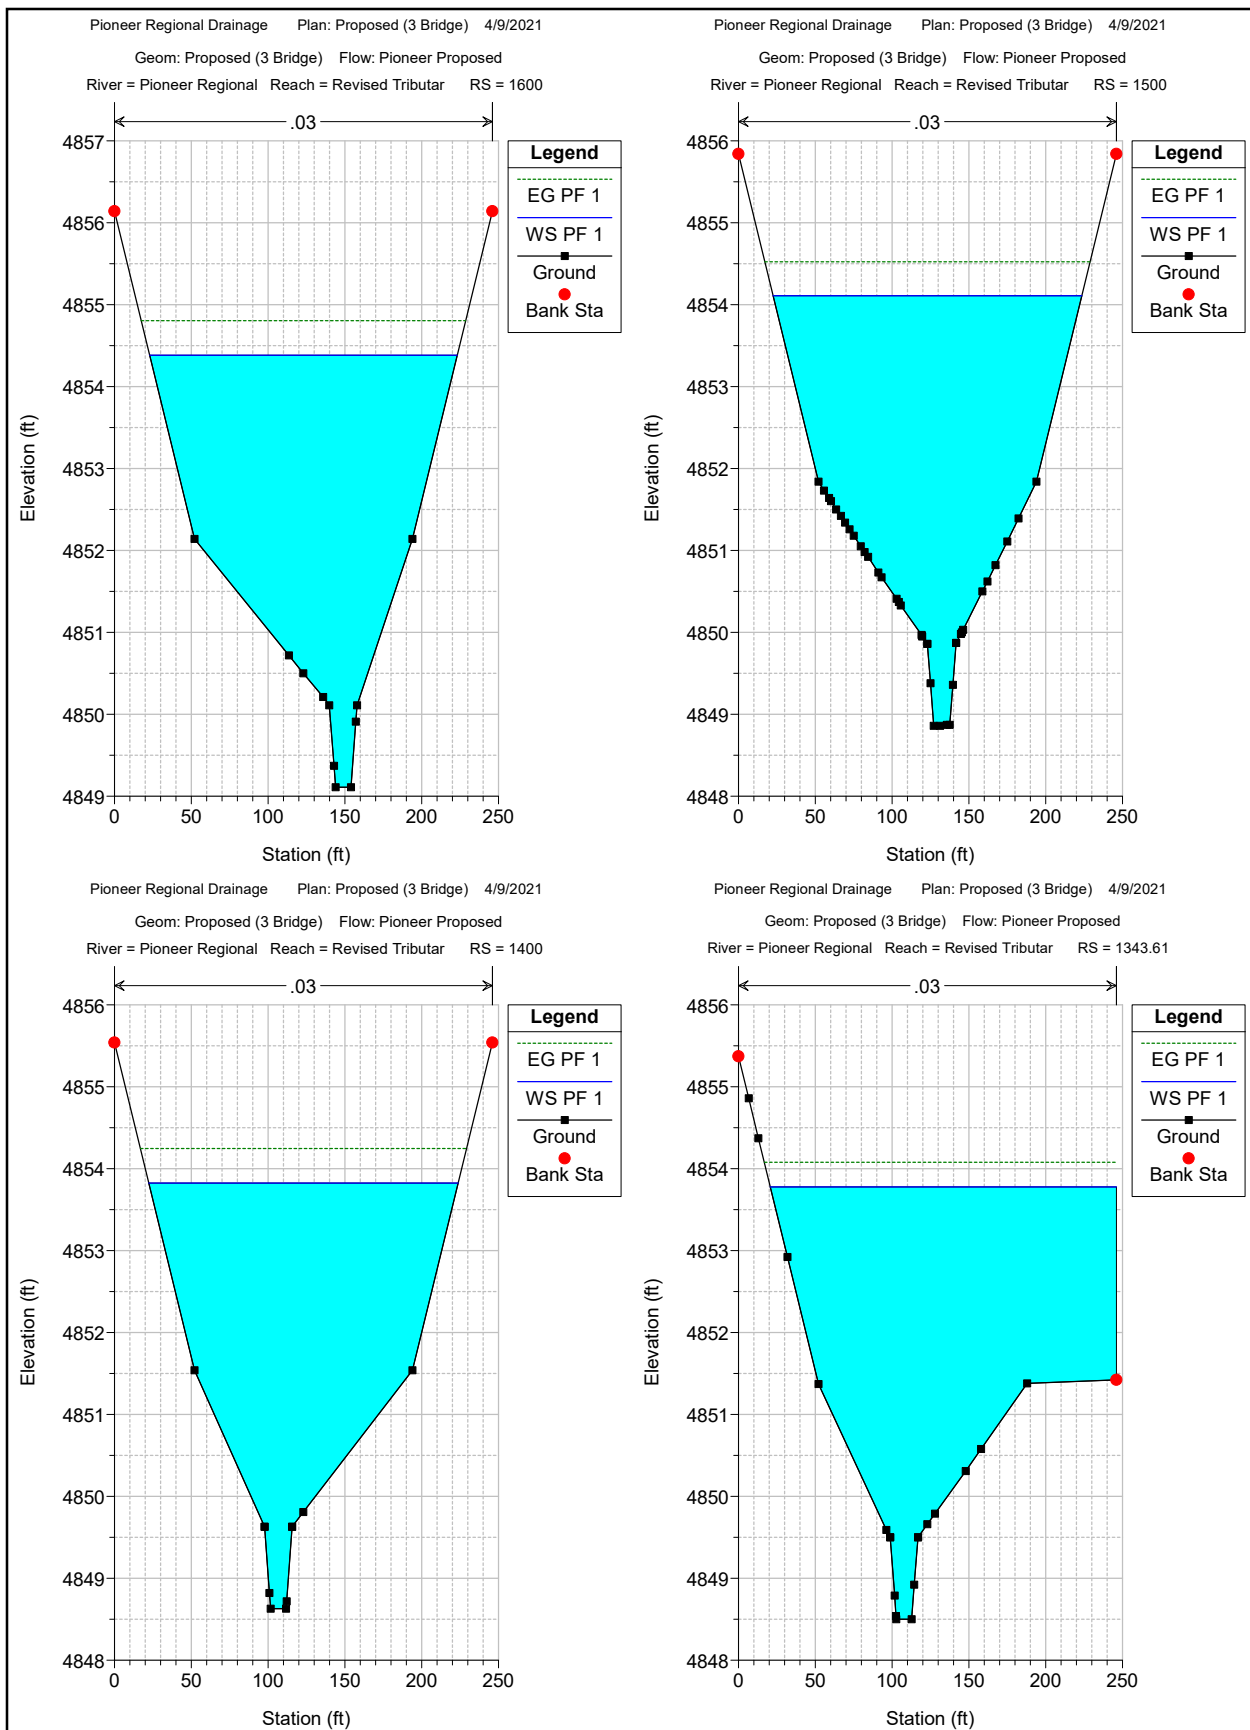 Pioneer Regional Drainage Plan: Proposed (3 Bridge) 4/9/2021
Geom: Proposed (3 Bridge) Flow: Pioneer Proposed
River = Pioneer Regional Reach = Revised Tributar RS = 1600
.03
Legend
EG PF 1
WS PF 1
Ground
Bank Sta
4857
4856
4855
4854
4853
4852
4851
4850
4849
Elevation (ft)
0 50 100 150 200 250
Station (ft)
Pioneer Regional Drainage Plan: Proposed (3 Bridge) 4/9/2021
Geom: Proposed (3 Bridge) Flow: Pioneer Proposed
River = Pioneer Regional Reach = Revised Tributar RS = 1500
.03
Legend
EG PF 1
WS PF 1
Ground
Bank Sta
4856
4855
4854
4853
4852
4851
4850
4849
4848
Elevation (ft)
0 50 100 150 200 250
Station (ft)
Pioneer Regional Drainage Plan: Proposed (3 Bridge) 4/9/2021
Geom: Proposed (3 Bridge) Flow: Pioneer Proposed
River = Pioneer Regional Reach = Revised Tributar RS = 1400
.03
Legend
EG PF 1
WS PF 1
Ground
Bank Sta
4856
4855
4854
4853
4852
4851
4850
4849
4848
Elevation (ft)
0 50 100 150 200 250
Station (ft)
Pioneer Regional Drainage Plan: Proposed (3 Bridge) 4/9/2021
Geom: Proposed (3 Bridge) Flow: Pioneer Proposed
River = Pioneer Regional Reach = Revised Tributar RS = 1343.61
.03
Legend
EG PF 1
WS PF 1
Ground
Bank Sta
4856
4855
4854
4853
4852
4851
4850
4849
4848
Elevation (ft)
0 50 100 150 200 250
Station (ft)